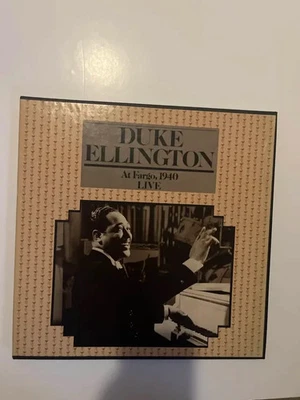 DUKE
ELLINGTON
At Fargo, 1940
LIVE